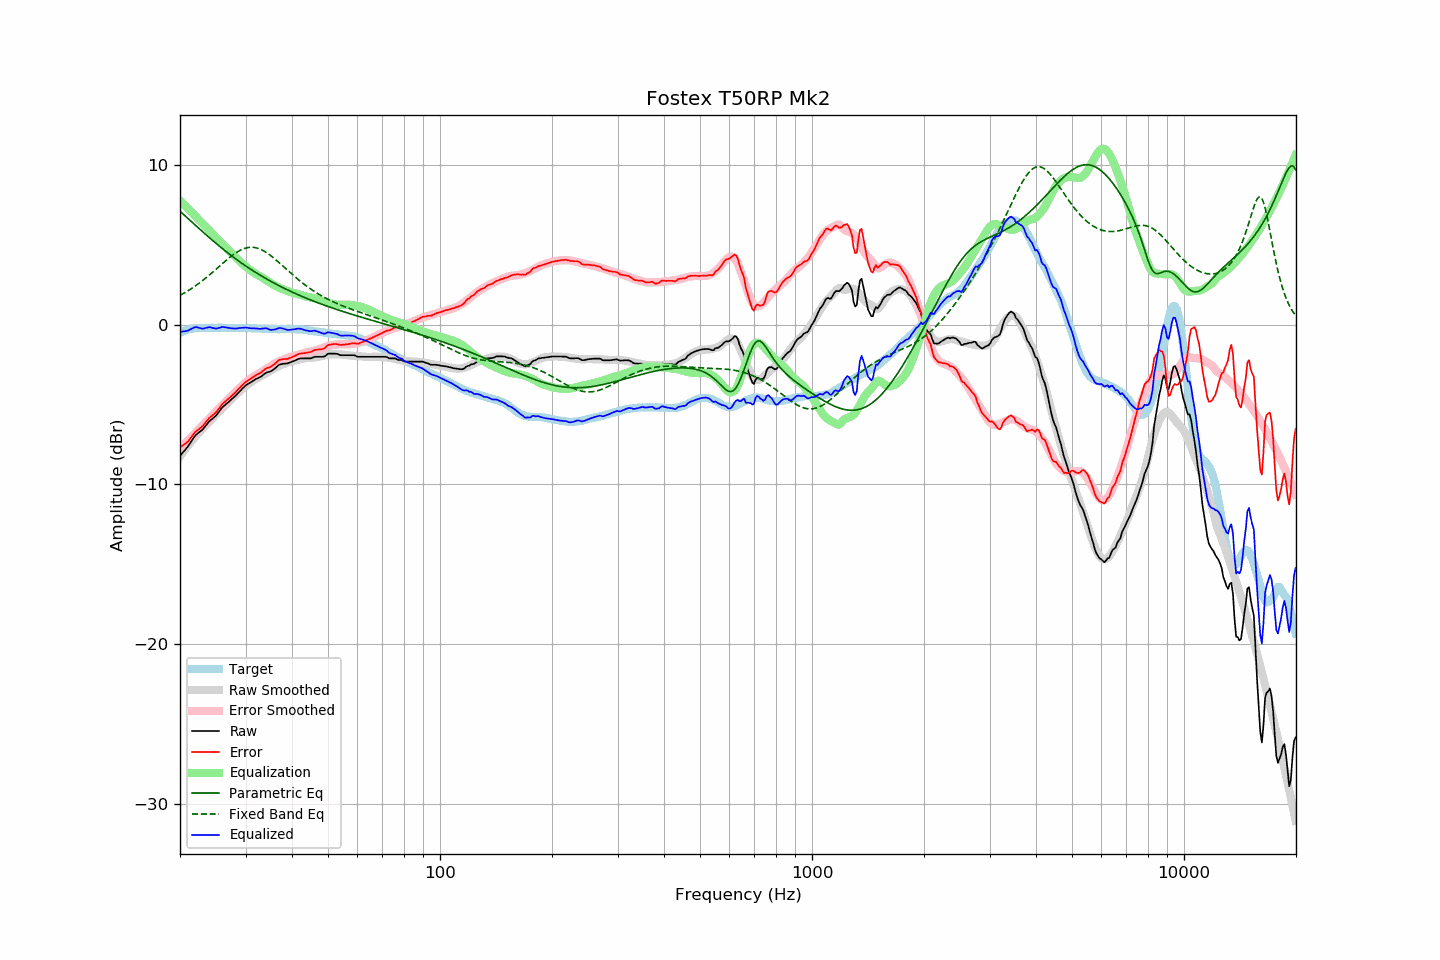 Fostex T50RP Mk2
10
0
−10
−20
−30
Amplitude (dBr)
Target
Raw Smoothed
Error Smoothed
Raw
Error
Equalization
Parametric Eq
Fixed Band Eq
Equalized
100
1000
10000
Frequency (Hz)